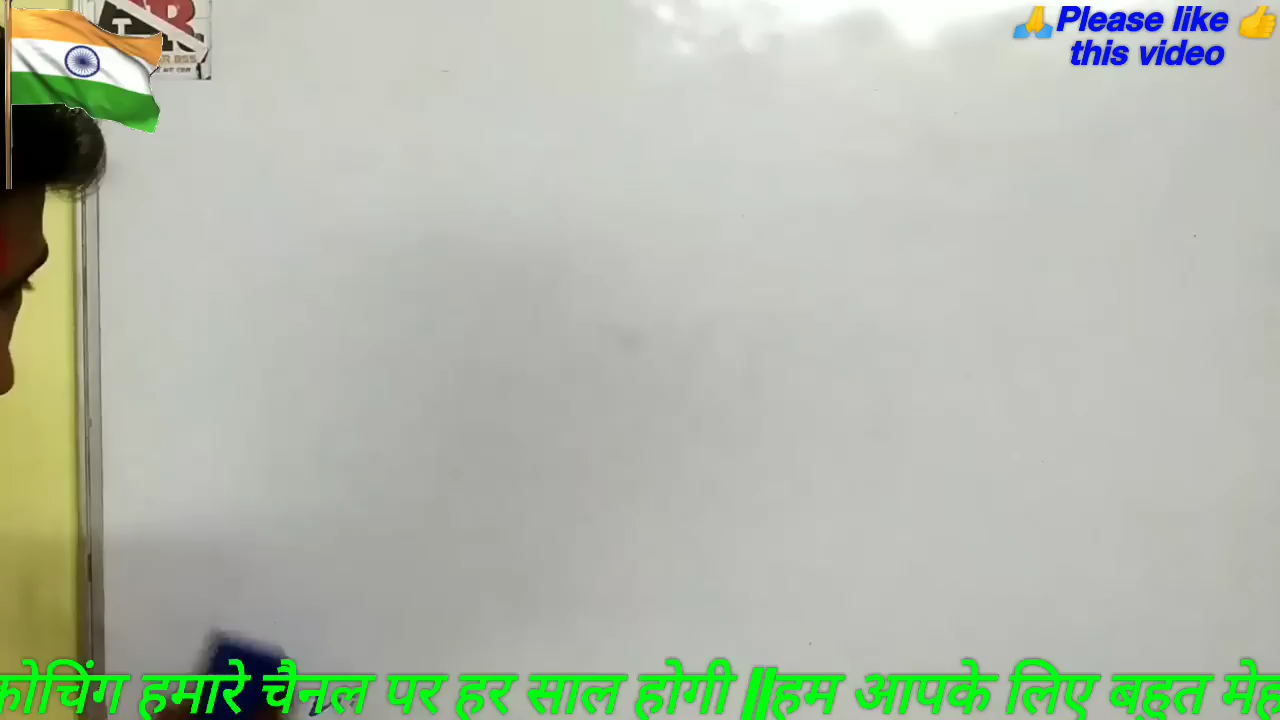 🙏Please like 👍
this video
कोचिंग हमारे चैनल पर हर साल होगी ||हम आपके लिए बहुत